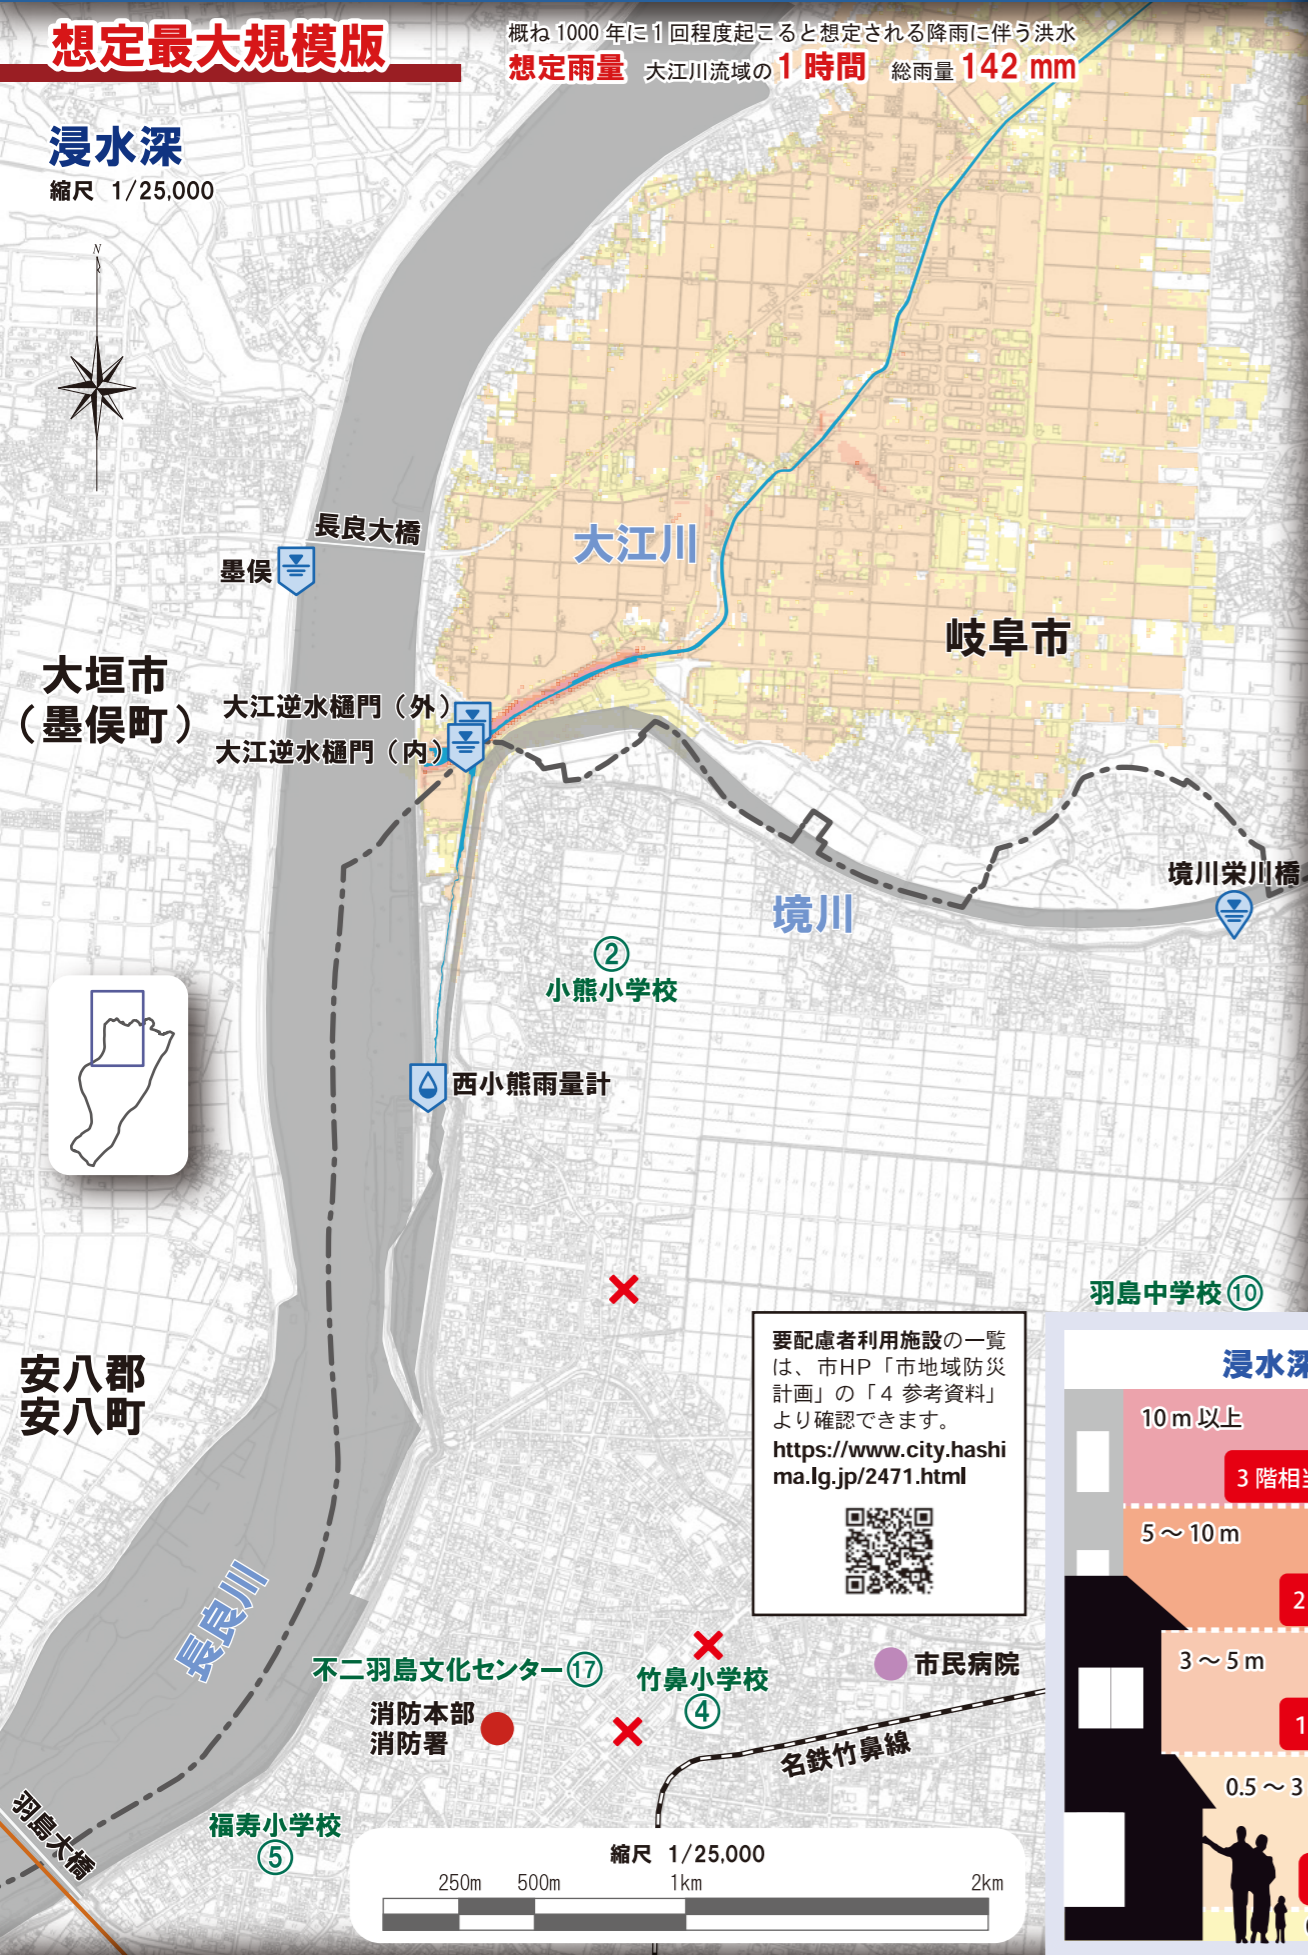 想定最大規模版
概ね 1000 年に 1 回程度起こると想定される降雨に伴う洪水
想定雨量 大江川流域の 1 時間 総雨量 142 mm
浸水深
縮尺 1/25,000
N
長良大橋
墨俣
大江川
岐阜市
大垣市
（墨俣町）
大江逆水樋門（外）
大江逆水樋門（内）
境川栄川橋
境川
②
小熊小学校
西小熊雨量計
羽島中学校⑩
安八郡
安八町
要配慮者利用施設の一覧
は、市HP「市地域防災
計画」の「4 参考資料」
より確認できます。
https://www.city.hashi
ma.lg.jp/2471.html
浸水深
10 m 以上
3 階相当
5 ～ 10 m
2
3 ～ 5 m
1
0.5 ～ 3
長良川
不二羽島文化センター⑰
竹鼻小学校
④
市民病院
消防本部
消防署
名鉄竹鼻線
羽島大橋
福寿小学校
⑤
縮尺 1/25,000
250m 500m 1km 2km